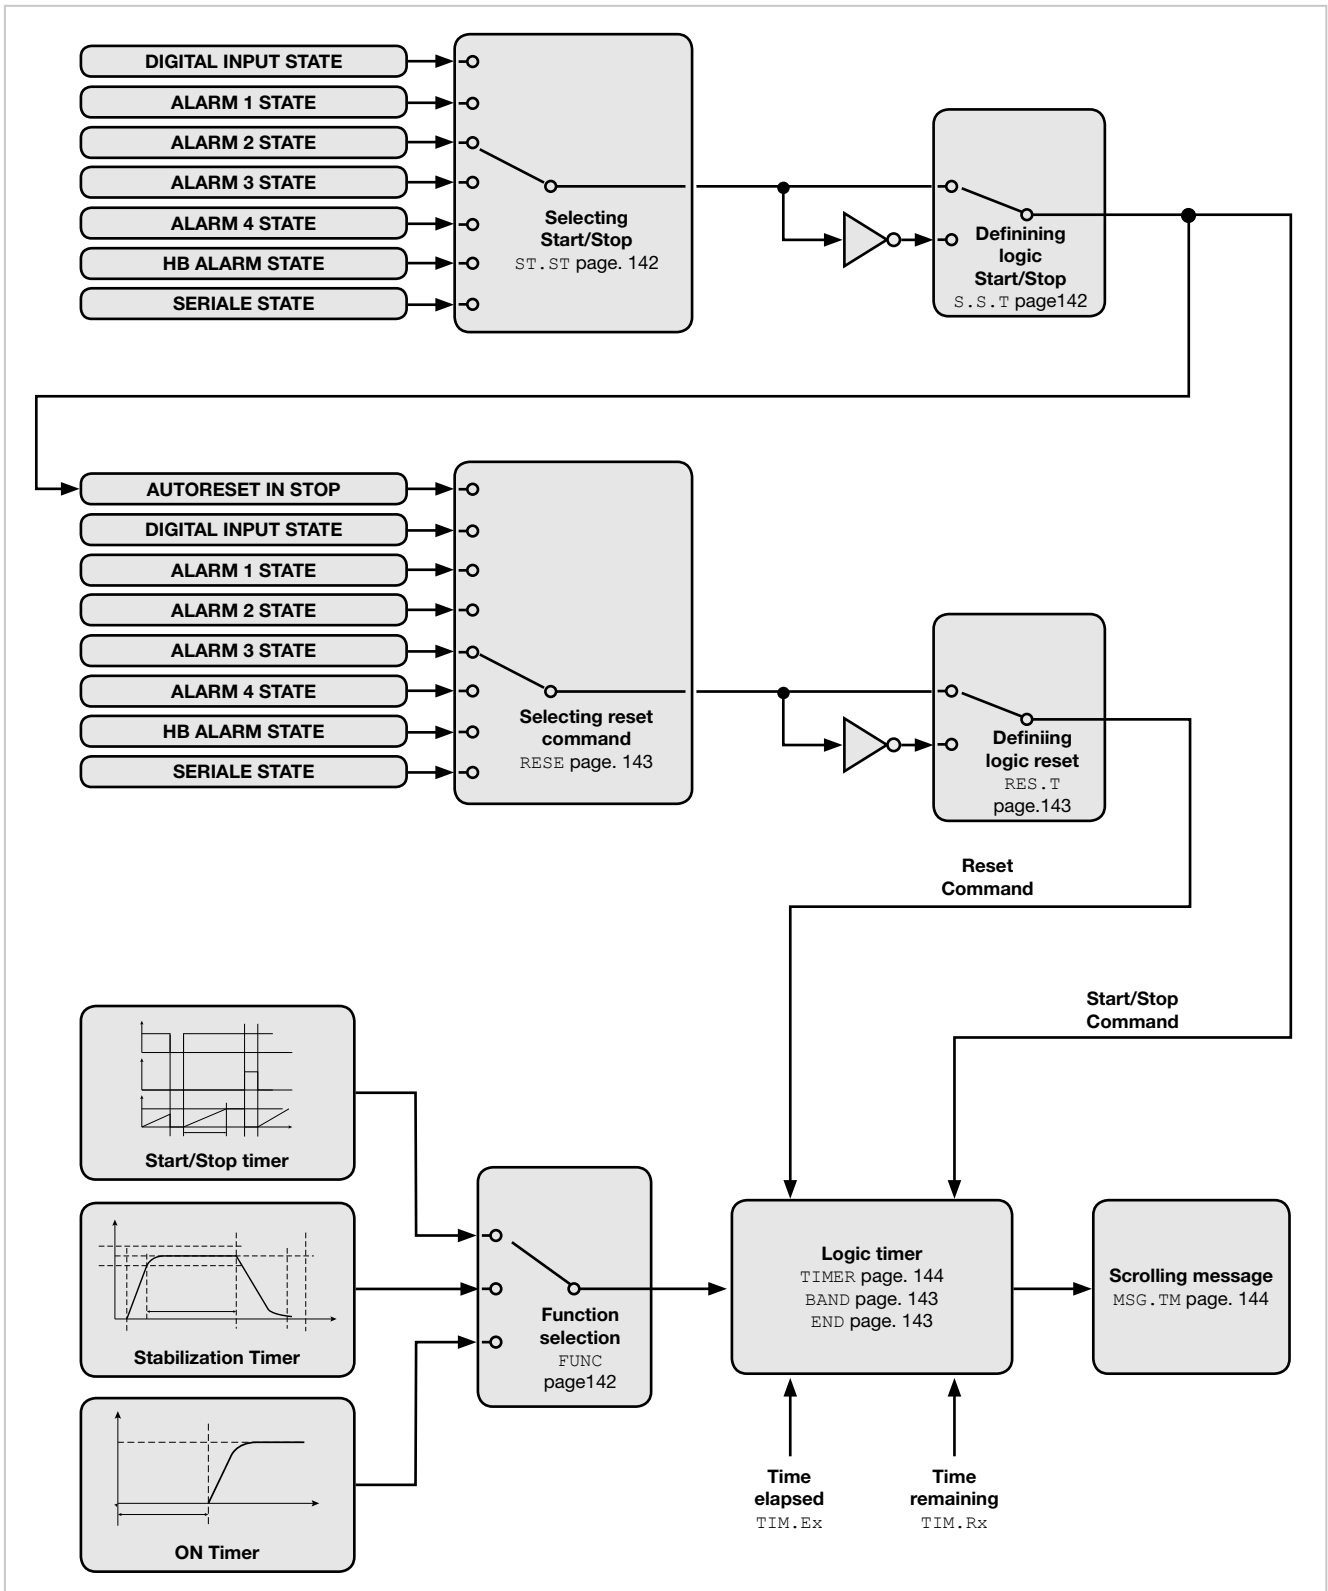 DIGITAL INPUT STATE
ALARM 1 STATE
ALARM 2 STATE
ALARM 3 STATE
ALARM 4 STATE
HB ALARM STATE
SERIALE STATE
Selecting
Start/Stop
ST.ST page. 142
Definining
logic
Start/Stop
S.S.T page142
AUTORESET IN STOP
DIGITAL INPUT STATE
ALARM 1 STATE
ALARM 2 STATE
ALARM 3 STATE
ALARM 4 STATE
HB ALARM STATE
SERIALE STATE
Selecting reset
command
RESE page. 143
Definiing
logic reset
RES.T
page.143
Reset
Command
Start/Stop
Command
Start/Stop timer
Stabilization Timer
ON Timer
Function
selection
FUNC
page142
Logic timer
TIMER page. 144
BAND page. 143
END page. 143
Scrolling message
MSG.TM page. 144
Time
elapsed
TIM.Ex
Time
remaining
TIM.Rx